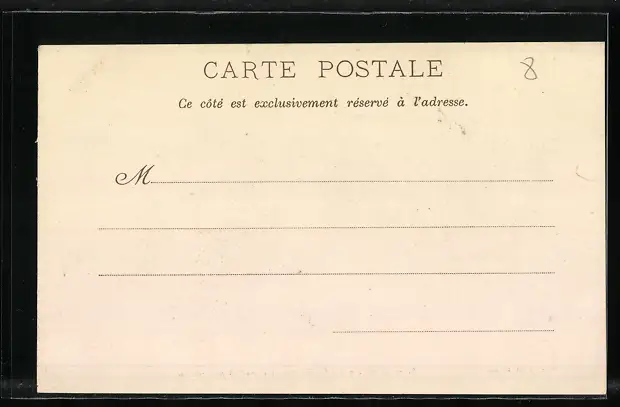 CARTE POSTALE
8
Ce côté est exclusivement réservé à l'adresse.
M